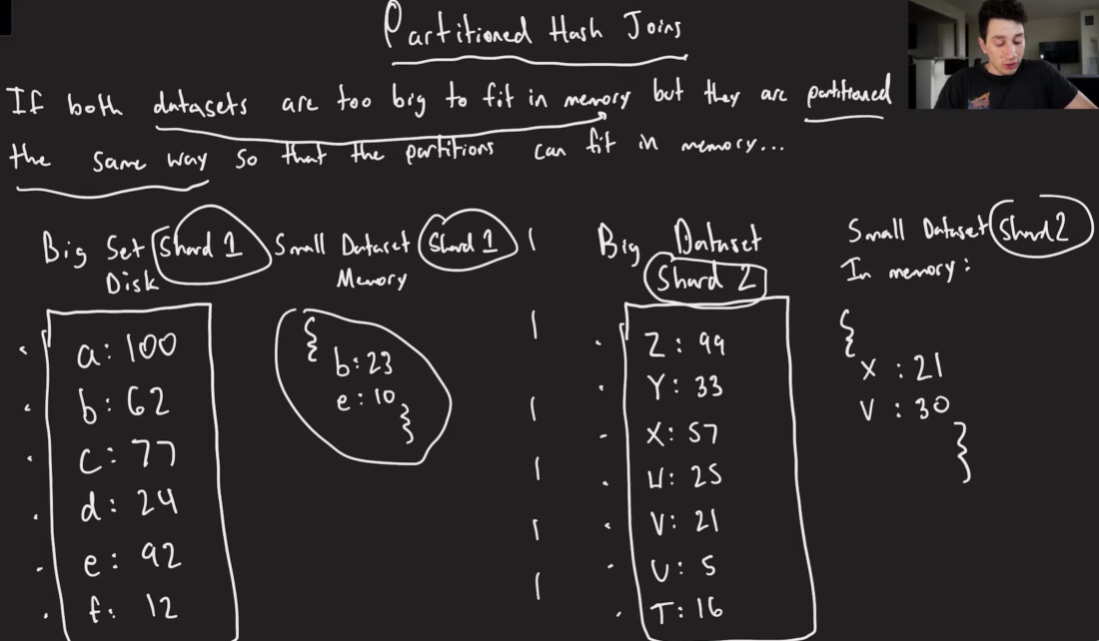 Partitioned Hash Joins
If both datasets are too big to fit in memory but they are partitioned
the same way so that the partitions can fit in memory...
Big Set Shard 1
Disk
a: 100
b: 62
c: 77
d: 24
e: 92
f: 12
Small Dataset Shard 1
Memory
{
b: 23
e: 10
}
Big Dataset
Shard 2
Z: 99
Y: 33
X: 57
W: 25
V: 21
U: 5
T: 16
Small Dataset Shard 2
In memory:
{
X : 21
V : 30
}